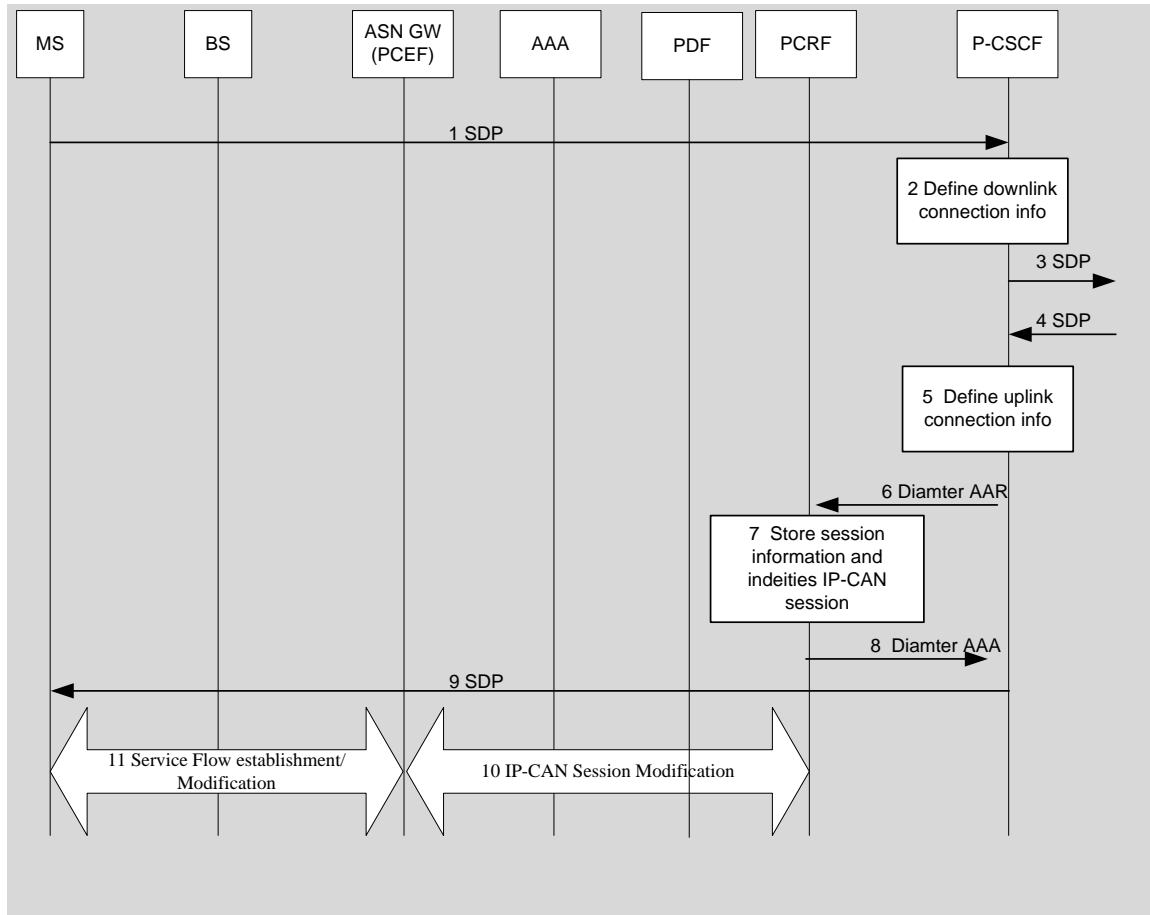 MS
BS
ASN GW
(PCEF)
AAA
PDF
PCRF
P-CSCF
1 SDP
2 Define downlink
connection info
3 SDP
4 SDP
5 Define uplink
connection info
6 Diamter AAR
7 Store session
information and
indeities IP-CAN
session
8 Diamter AAA
9 SDP
11 Service Flow establishment/
Modification
10 IP-CAN Session Modification